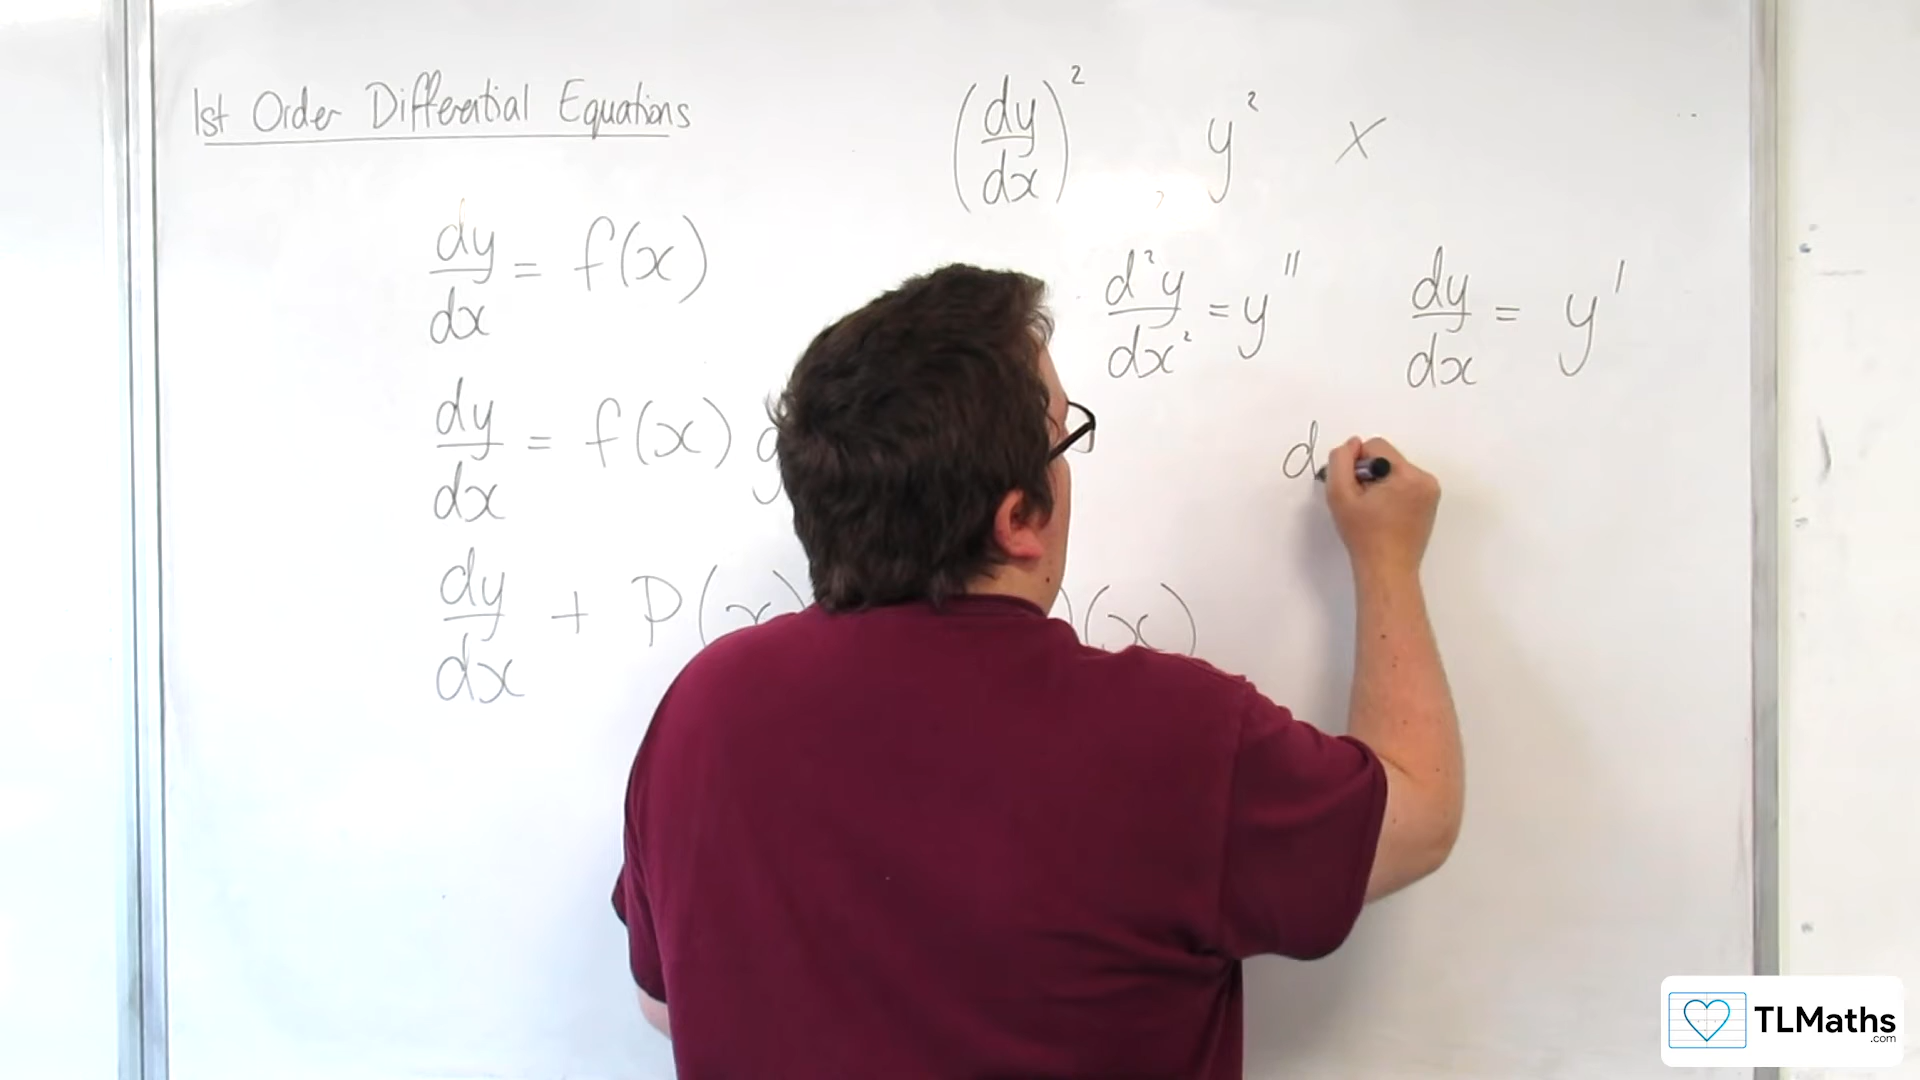 1st Order Differential Equations
(dy/dx)² , y² X
dy/dx = f(x)
d²y/dx² = y'' dy/dx = y'
dy/dx = f(x) g
d
dy/dx + P(x) (x)
TLMaths
.com